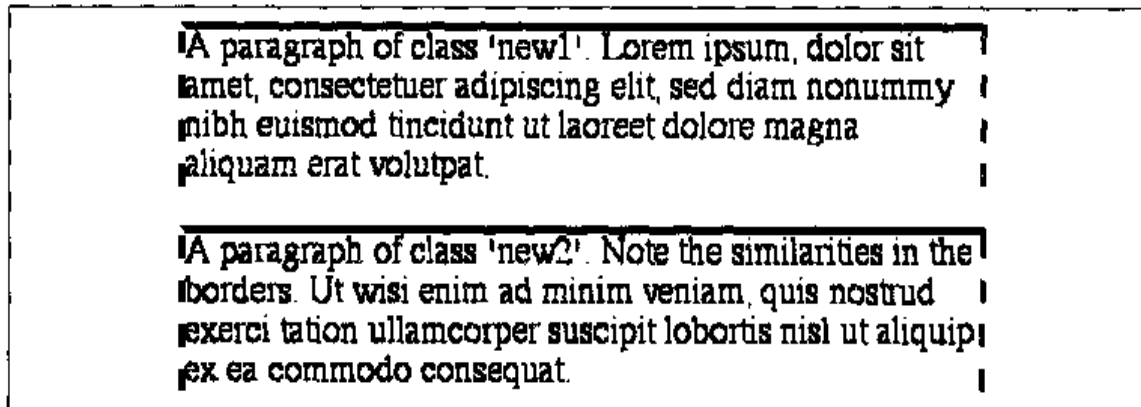 A paragraph of class 'new1'. Lorem ipsum, dolor sit
amet, consectetuer adipiscing elit, sed diam nonummy
nibh euismod tincidunt ut laoreet dolore magna
aliquam erat volutpat.
A paragraph of class 'new2'. Note the similarities in the
borders. Ut wisi enim ad minim veniam, quis nostrud
exerci tation ullamcorper suscipit lobortis nisl ut aliquip
ex ea commodo consequat.